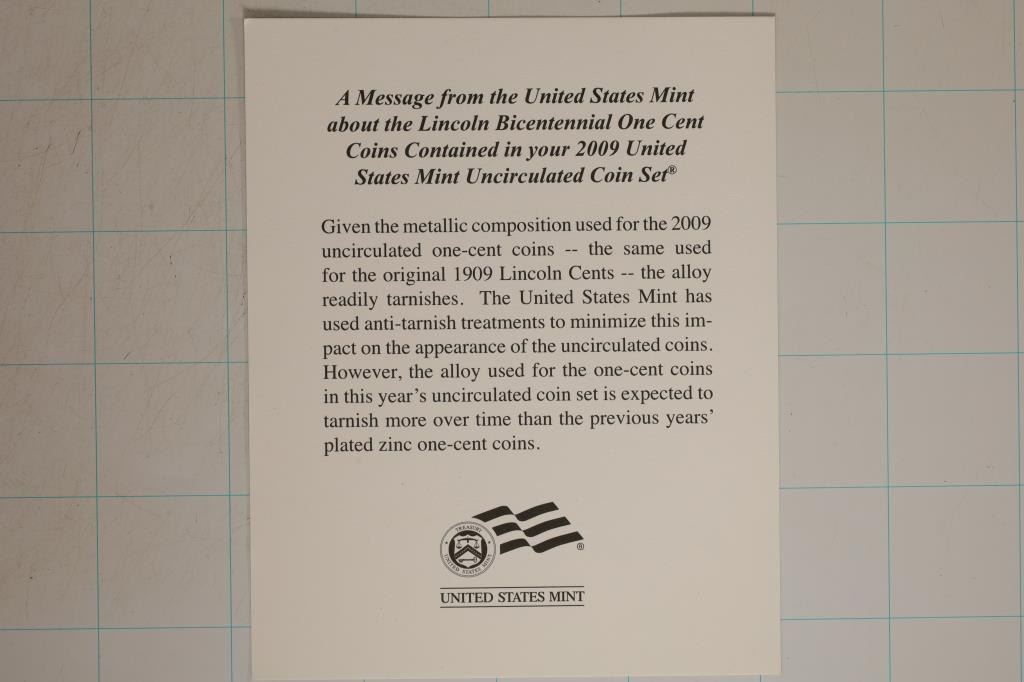 A Message from the United States Mint
about the Lincoln Bicentennial One Cent
Coins Contained in your 2009 United
States Mint Uncirculated Coin Set®
Given the metallic composition used for the 2009
uncirculated one-cent coins -- the same used
for the original 1909 Lincoln Cents -- the alloy
readily tarnishes.  The United States Mint has
used anti-tarnish treatments to minimize this im-
pact on the appearance of the uncirculated coins.
However, the alloy used for the one-cent coins
in this year's uncirculated coin set is expected to
tarnish more over time than the previous years'
plated zinc one-cent coins.
TREASURY
UNITED STATES MINT
®
UNITED STATES MINT